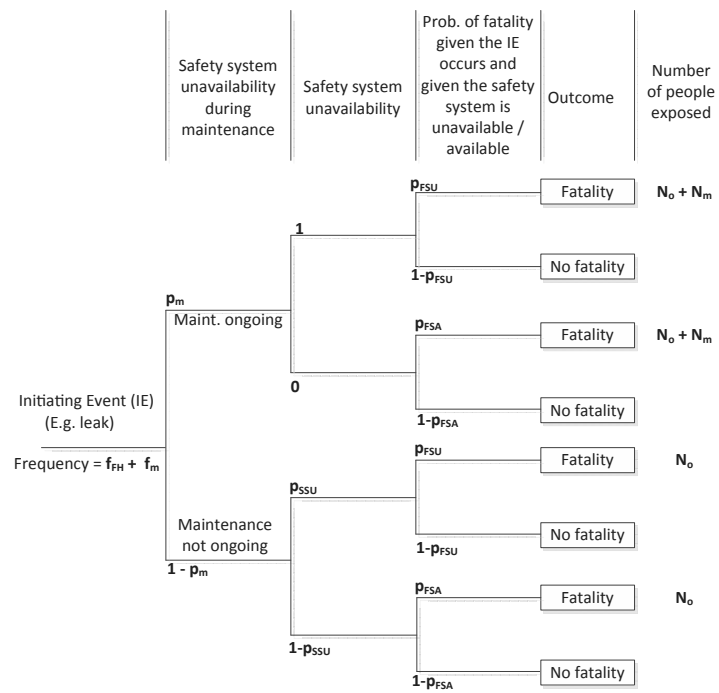 Safety system
unavailability
during
maintenance
Safety system
unavailability
Prob. of fatality
given the IE
occurs and
given the safety
system is
unavailable /
available
Outcome
Number
of people
exposed
pFSU
Fatality
No + Nm
1
1-pFSU
No fatality
pm
Maint. ongoing
pFSA
Fatality
No + Nm
0
1-pFSA
No fatality
Initiating Event (IE)
(E.g. leak)
Frequency = fFH + fm
pFSU
Fatality
No
pSSU
Maintenance
not ongoing
1-pFSU
No fatality
1 - pm
pFSA
Fatality
No
1-pSSU
1-pFSA
No fatality